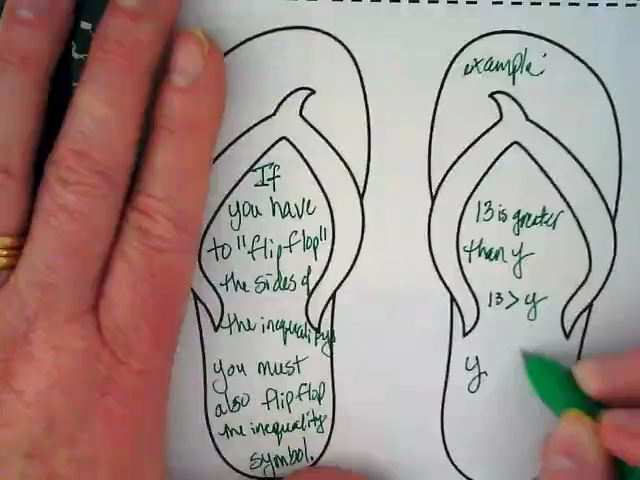 If
you have
to "flip flop"
the sides of
the inequality,
you must
also flip flop
the inequality
symbol.
example:
13 is greater
than y
13 > y
y